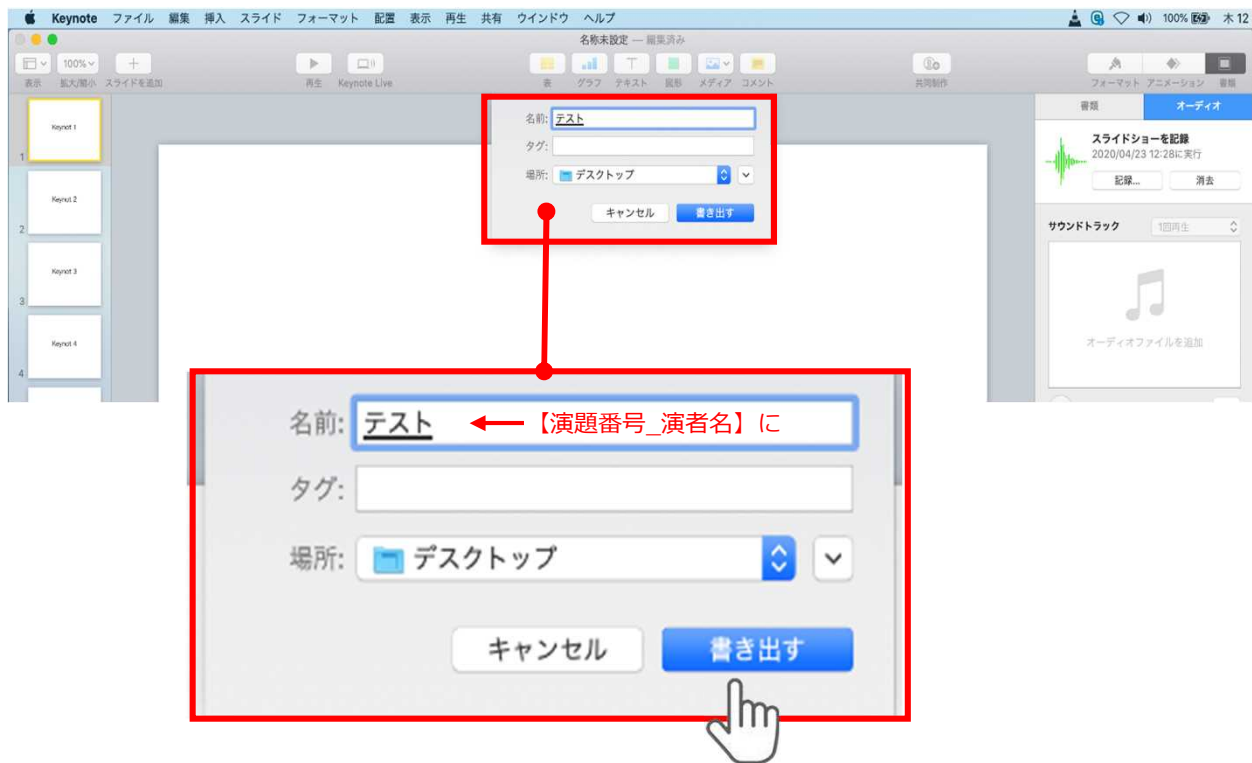 Keynote ファイル 編集 挿入 スライド フォーマット 配置 表示 再生 共有 ウインドウ ヘルプ 100% 木12
名称未設定 — 編集済み
100%
表示 拡大/縮小 スライドを追加 再生 Keynote Live 表 グラフ テキスト 図形 メディア コメント 共同制作 フォーマット アニメーション 書類
書類 オーディオ
Keynot 1
1
Keynot 2
2
Keynot 3
3
Keynot 4
4
名前: テスト
タグ:
場所: デスクトップ
キャンセル 書き出す
スライドショーを記録
2020/04/23 12:28に実行
記録... 消去
サウンドトラック 1回再生
オーディオファイルを追加
名前: テスト 【演題番号_演者名】に
タグ:
場所: デスクトップ
キャンセル 書き出す